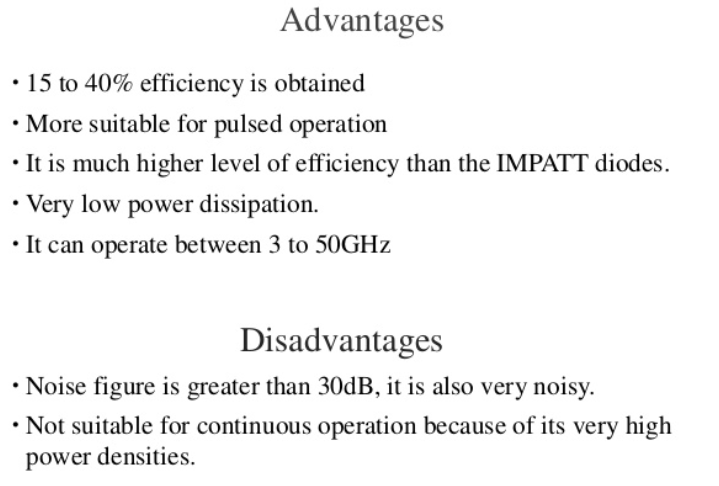 Advantages
• 15 to 40% efficiency is obtained
• More suitable for pulsed operation
• It is much higher level of efficiency than the IMPATT diodes.
• Very low power dissipation.
• It can operate between 3 to 50GHz
Disadvantages
• Noise figure is greater than 30dB, it is also very noisy.
• Not suitable for continuous operation because of its very high
power densities.